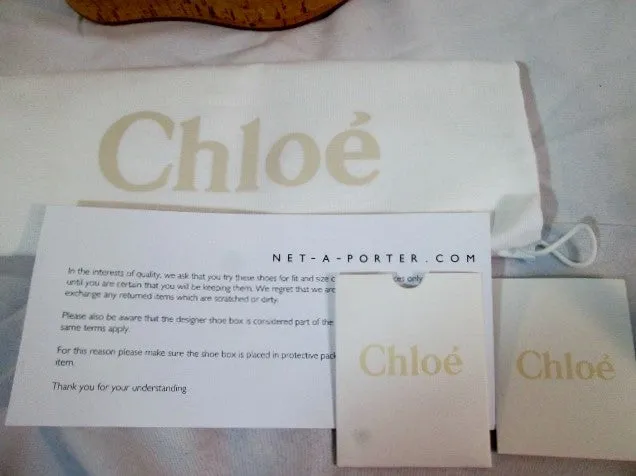 Chloé
NET-A-PORTER.COM
In the interests of quality, we ask that you try these shoes for fit and size only
until you are certain that you will be keeping them. We regret that we are
exchange any returned items which are scratched or dirty.
Please also be aware that the designer shoe box is considered part of the
same terms apply.
For this reason please make sure the shoe box is placed in protective
item.
Thank you for your understanding.
Chloé
Chloé